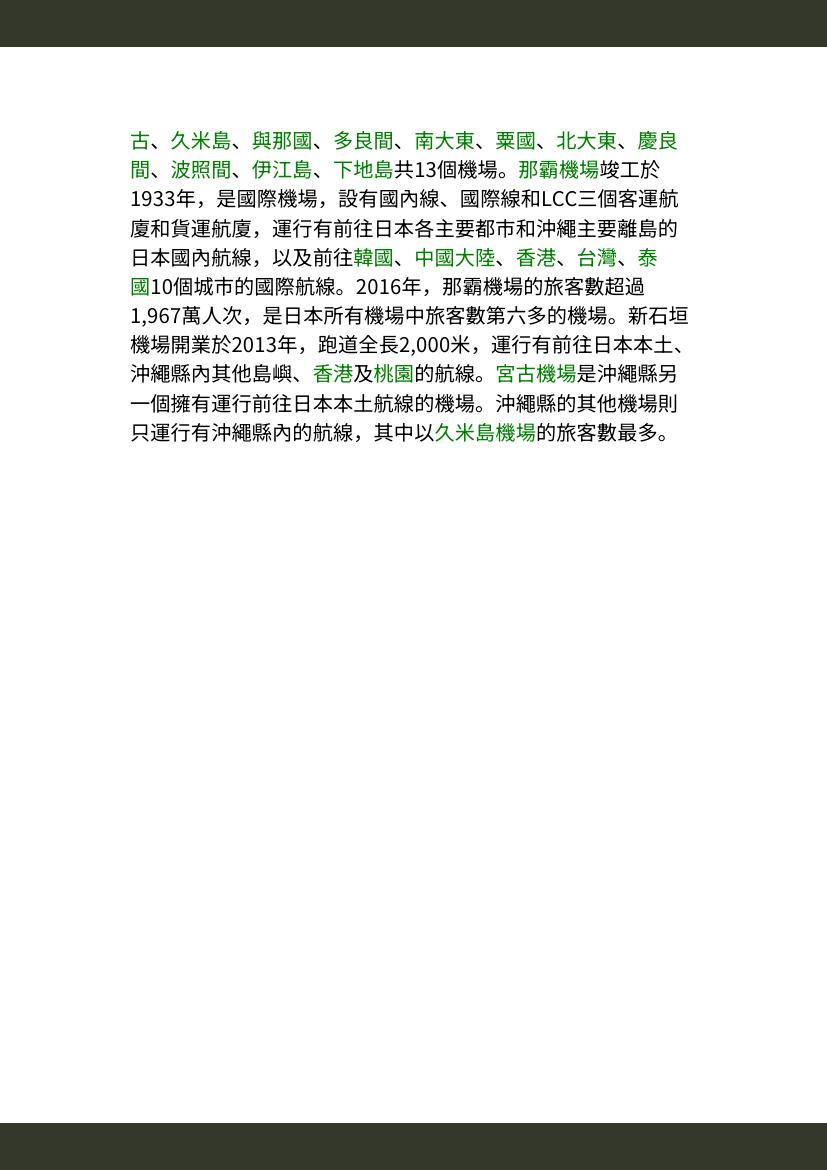 古、久米島、與那國、多良間、南大東、粟國、北大東、慶良
間、波照間、伊江島、下地島共13個機場。那霸機場竣工於
1933年，是國際機場，設有國內線、國際線和LCC三個客運航
廈和貨運航廈，運行有前往日本各主要都市和沖繩主要離島的
日本國內航線，以及前往韓國、中國大陸、香港、台灣、泰
國10個城市的國際航線。2016年，那霸機場的旅客數超過
1,967萬人次，是日本所有機場中旅客數第六多的機場。新石垣
機場開業於2013年，跑道全長2,000米，運行有前往日本本土、
沖繩縣內其他島嶼、香港及桃園的航線。宮古機場是沖繩縣另
一個擁有運行前往日本本土航線的機場。沖繩縣的其他機場則
只運行有沖繩縣內的航線，其中以久米島機場的旅客數最多。